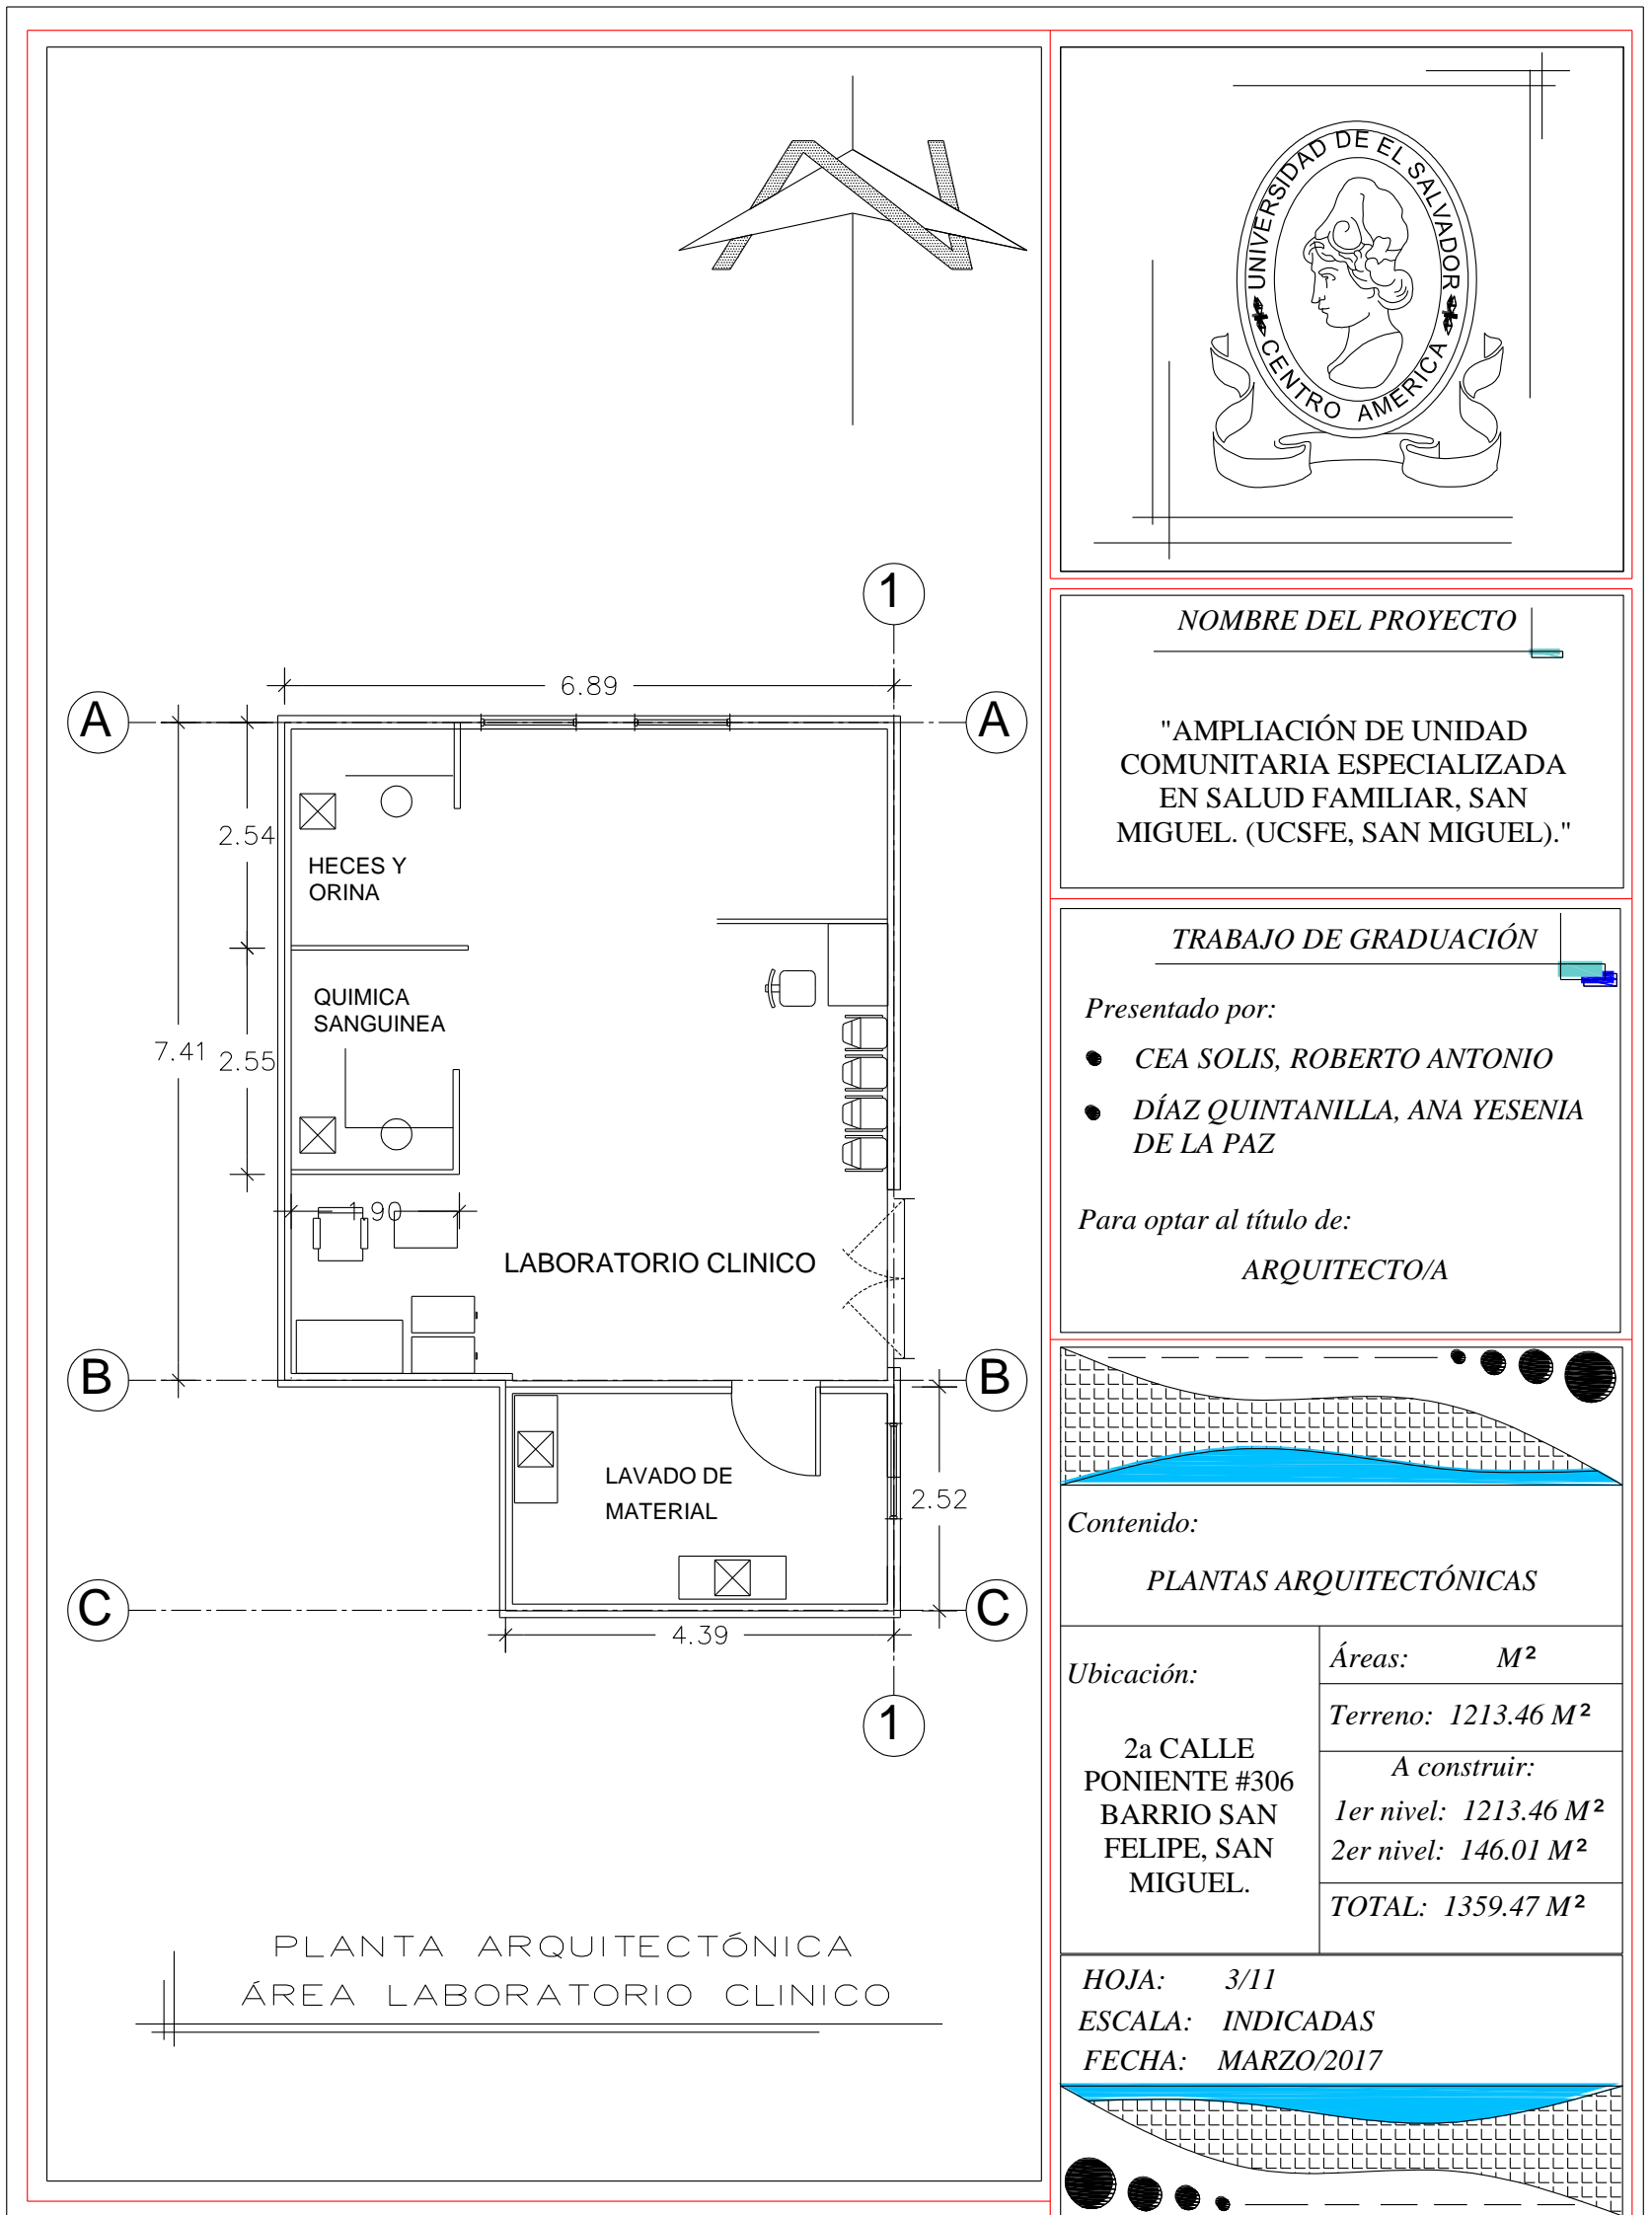 UNIVERSIDAD DE EL SALVADOR
CENTRO AMERICA
1
6.89
A
A
2.54
HECES Y
ORINA
QUIMICA
SANGUINEA
7.41
2.55
1.90
LABORATORIO CLINICO
B
B
LAVADO DE
MATERIAL
2.52
C
C
4.39
1
PLANTA ARQUITECTÓNICA
ÁREA LABORATORIO CLINICO
NOMBRE DEL PROYECTO
"AMPLIACIÓN DE UNIDAD
COMUNITARIA ESPECIALIZADA
EN SALUD FAMILIAR, SAN
MIGUEL. (UCSFE, SAN MIGUEL)."
TRABAJO DE GRADUACIÓN
Presentado por:
CEA SOLIS, ROBERTO ANTONIO
DÍAZ QUINTANILLA, ANA YESENIA
DE LA PAZ
Para optar al título de:
ARQUITECTO/A
Contenido:
PLANTAS ARQUITECTÓNICAS
Ubicación:
2a CALLE
PONIENTE #306
BARRIO SAN
FELIPE, SAN
MIGUEL.
Áreas: M²
Terreno: 1213.46 M²
A construir:
1er nivel: 1213.46 M²
2er nivel: 146.01 M²
TOTAL: 1359.47 M²
HOJA: 3/11
ESCALA: INDICADAS
FECHA: MARZO/2017